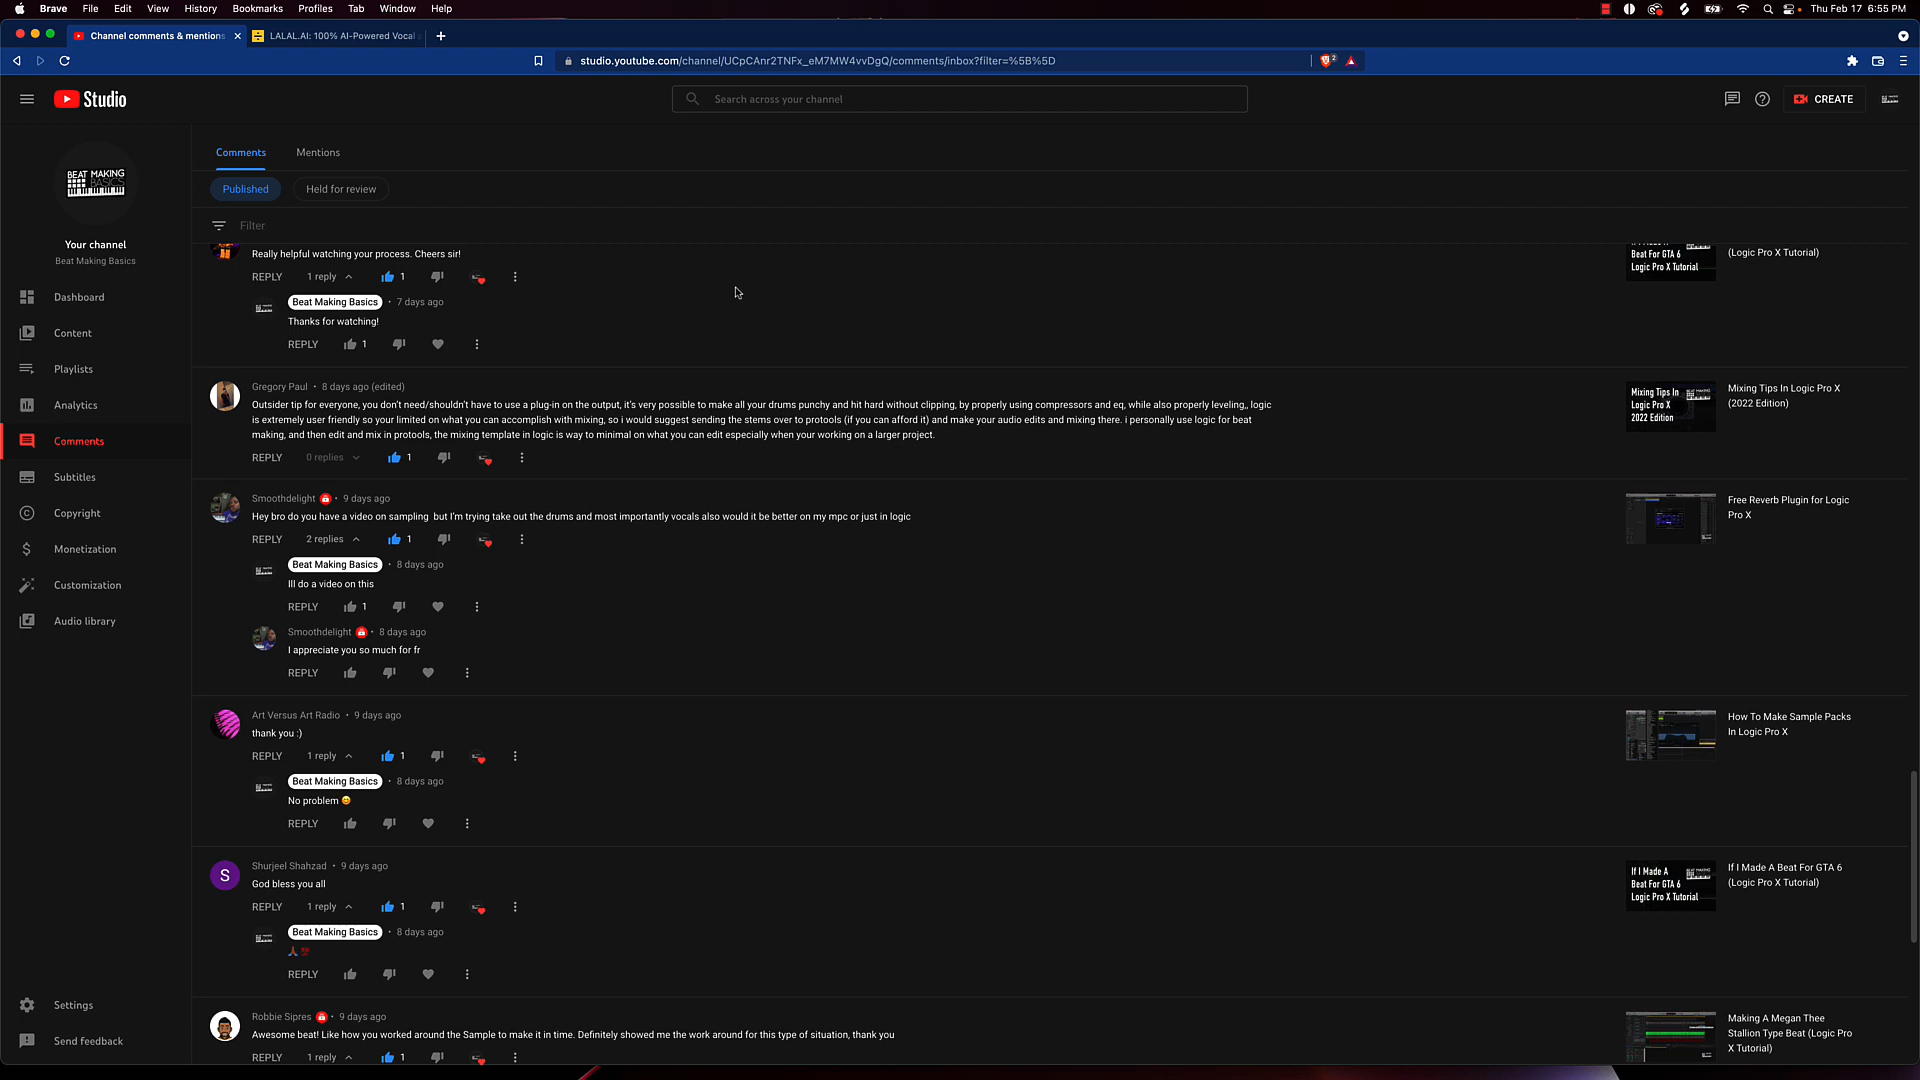 Brave File Edit View History Bookmarks Profiles Tab Window Help
Thu Feb 17 6:55 PM
Channel comments & mentions
LALAL.AI: 100% AI-Powered Vocal
studio.youtube.com/channel/UCpCAnr2TNFx_eM7MW4vvDgQ/comments/inbox?filter=%5B%5D
2
Studio
Search across your channel
CREATE
BEAT MAKING
BASICS
Your channel
Beat Making Basics
Dashboard
Content
Playlists
Analytics
Comments
Subtitles
Copyright
Monetization
Customization
Audio library
Settings
Send feedback
Comments Mentions
Published Held for review
Filter
Really helpful watching your process. Cheers sir!
REPLY 1 reply 1
Beat Making Basics • 7 days ago
Thanks for watching!
REPLY 1
Beat For GTA 6
Logic Pro X Tutorial
(Logic Pro X Tutorial)
Gregory Paul • 8 days ago (edited)
Outsider tip for everyone, you don't need/shouldn't have to use a plug-in on the output, it's very possible to make all your drums punchy and hit hard without clipping, by properly using compressors and eq, while also properly leveling,, logic
is extremely user friendly so your limited on what you can accomplish with mixing, so i would suggest sending the stems over to protools (if you can afford it) and make your audio edits and mixing there. i personally use logic for beat
making, and then edit and mix in protools, the mixing template in logic is way to minimal on what you can edit especially when your working on a larger project.
REPLY 0 replies 1
Mixing Tips In
Logic Pro X
2022 Edition
Mixing Tips In Logic Pro X
(2022 Edition)
Smoothdelight • 9 days ago
Hey bro do you have a video on sampling but I'm trying take out the drums and most importantly vocals also would it be better on my mpc or just in logic
REPLY 2 replies 1
Beat Making Basics • 8 days ago
Ill do a video on this
REPLY 1
Smoothdelight • 8 days ago
I appreciate you so much for fr
REPLY
Free Reverb Plugin for Logic
Pro X
Art Versus Art Radio • 9 days ago
thank you :)
REPLY 1 reply 1
Beat Making Basics • 8 days ago
No problem 😊
REPLY
How To Make Sample Packs
In Logic Pro X
S
Shurjeel Shahzad • 9 days ago
God bless you all
REPLY 1 reply 1
Beat Making Basics • 8 days ago
🙏🏾💯
REPLY
If I Made A
Beat For GTA 6
Logic Pro X Tutorial
If I Made A Beat For GTA 6
(Logic Pro X Tutorial)
Robbie Sipres • 9 days ago
Awesome beat! Like how you worked around the Sample to make it in time. Definitely showed me the work around for this type of situation, thank you
REPLY 1 reply 1
Making A Megan Thee
Stallion Type Beat (Logic Pro
X Tutorial)